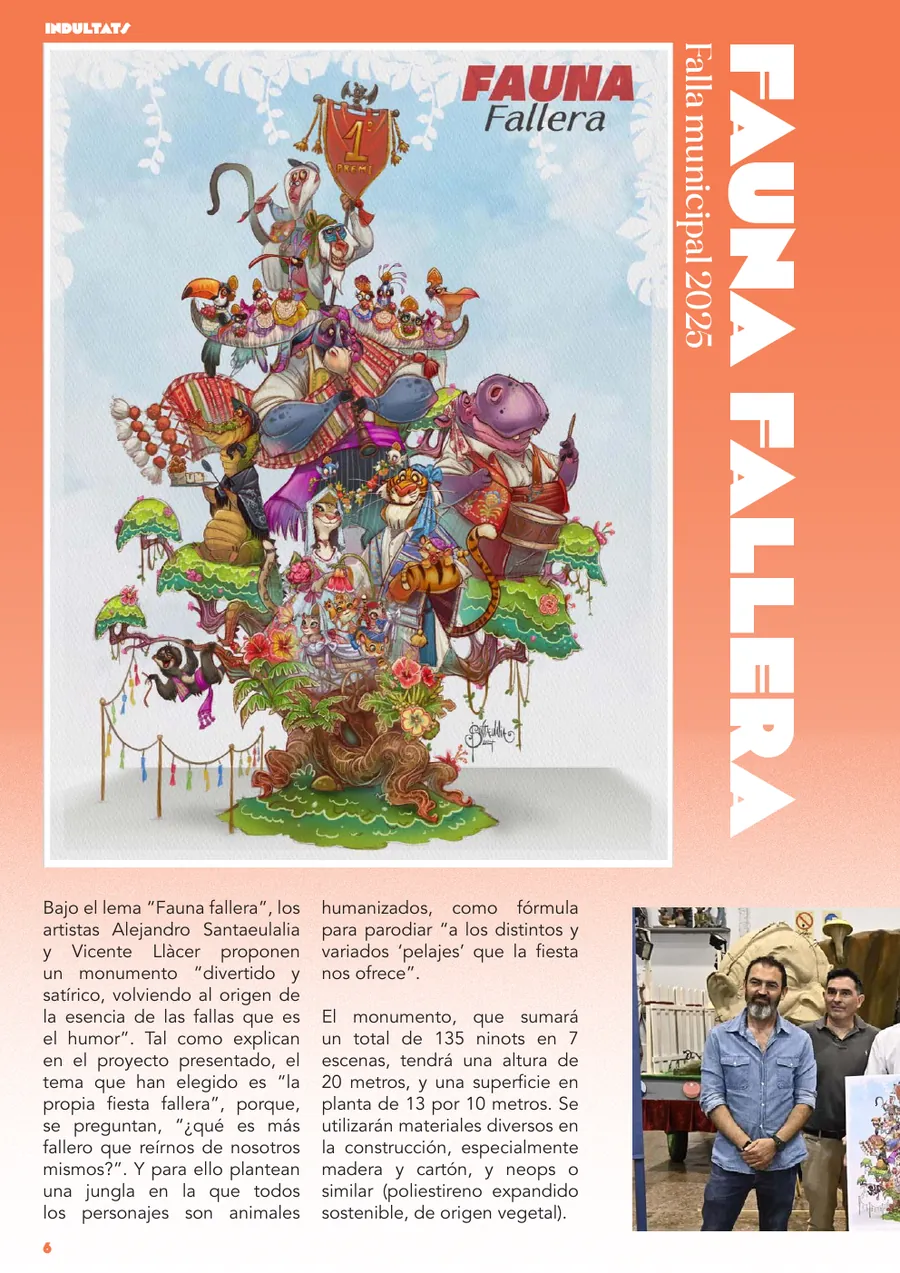 INDULTATS
FAUNA
Fallera
1
PREMI
FAUNA FALLERA
Falla municipal 2025
Bajo el lema “Fauna fallera”, los
artistas Alejandro Santaeulalia
y Vicente Llàcer proponen
un monumento “divertido y
satírico, volviendo al origen de
la esencia de las fallas que es
el humor”. Tal como explican
en el proyecto presentado, el
tema que han elegido es “la
propia fiesta fallera”, porque,
se preguntan, “¿qué es más
fallero que reírnos de nosotros
mismos?”. Y para ello plantean
una jungla en la que todos
los personajes son animales
humanizados, como fórmula
para parodiar “a los distintos y
variados ‘pelajes’ que la fiesta
nos ofrece”.
El monumento, que sumará
un total de 135 ninots en 7
escenas, tendrá una altura de
20 metros, y una superficie en
planta de 13 por 10 metros. Se
utilizarán materiales diversos en
la construcción, especialmente
madera y cartón, y neops o
similar (poliestireno expandido
sostenible, de origen vegetal).
6